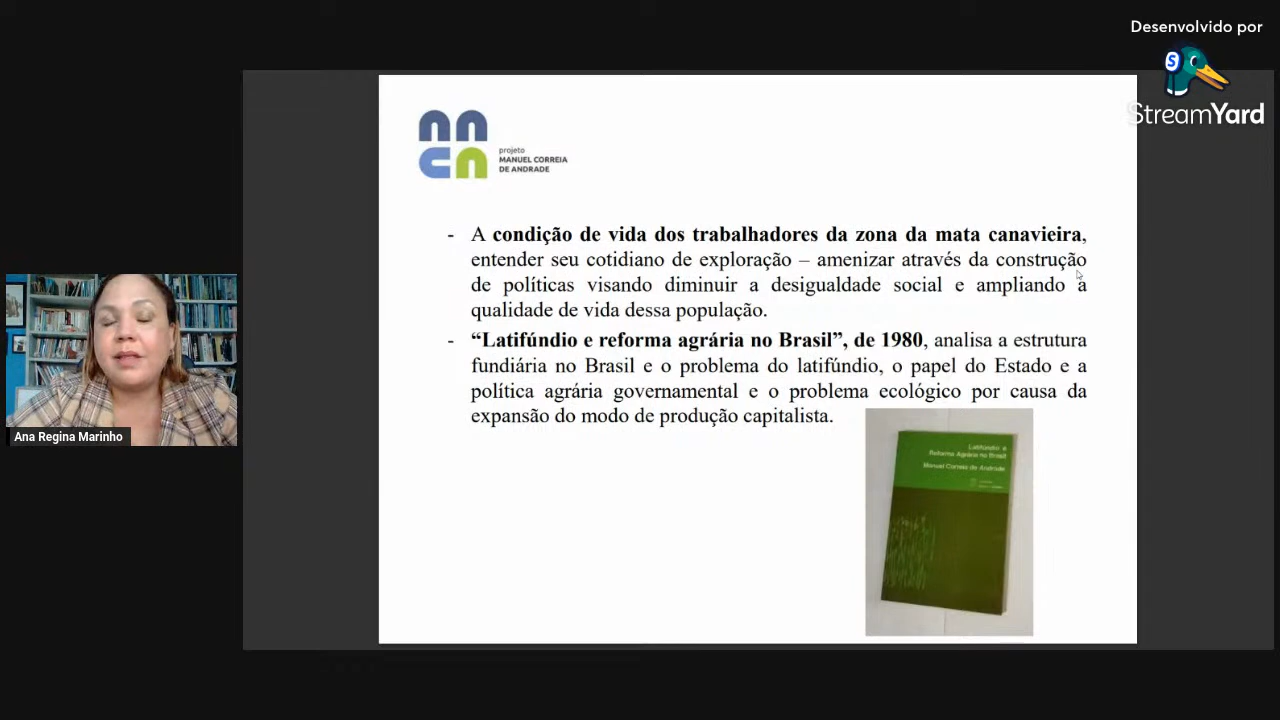 Desenvolvido por
StreamYard
projeto
MANUEL CORREIA
DE ANDRADE
- A condição de vida dos trabalhadores da zona da mata canavieira,
entender seu cotidiano de exploração – amenizar através da construção
de políticas visando diminuir a desigualdade social e ampliando a
qualidade de vida dessa população.
- “Latifúndio e reforma agrária no Brasil”, de 1980, analisa a estrutura
fundiária no Brasil e o problema do latifúndio, o papel do Estado e a
política agrária governamental e o problema ecológico por causa da
expansão do modo de produção capitalista.
Latifúndio e
Reforma Agrária no Brasil
Manuel Correia de Andrade
Ana Regina Marinho